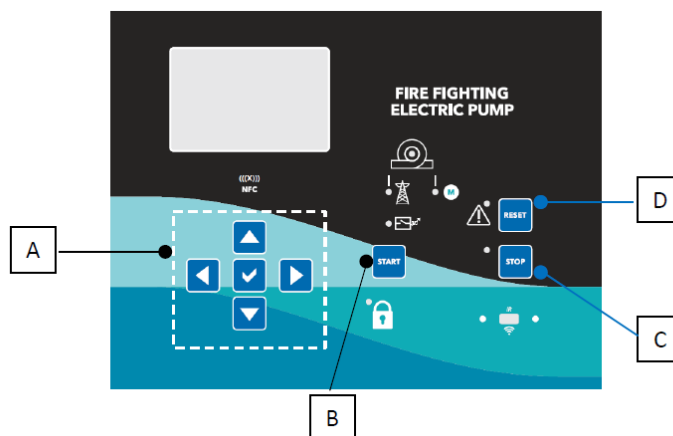 FIRE FIGHTING
ELECTRIC PUMP
(((X)))
NFC
M
RESET
D
A
START
STOP
C
B